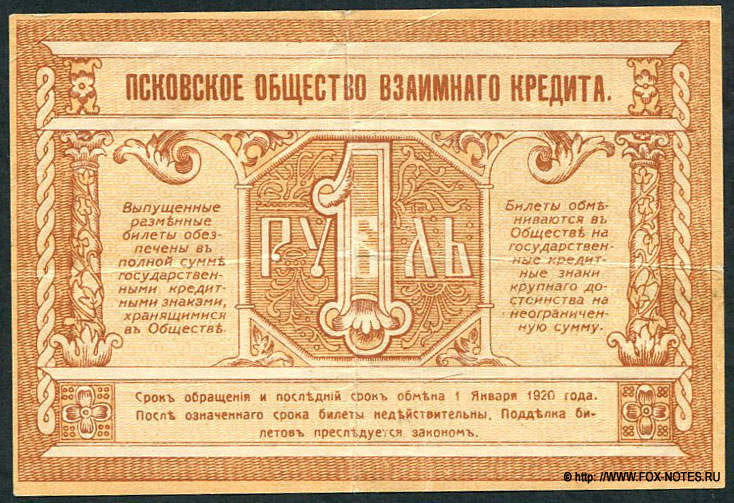 ПСКОВСКОЕ ОБЩЕСТВО ВЗАИМНАГО КРЕДИТА.
Выпущенные
размѣнные
билеты обез-
печены въ
полной суммѣ
государствен-
ными кредит-
ными знаками,
хранящимися
въ Обществѣ.
1
РУБЛЬ
Билеты обмѣ-
ниваются въ
Обществѣ на
государствен-
ные кредит-
ные знаки
крупнаго до-
стоинства на
неограничен-
ную сумму.
Срокъ обращенія и послѣдній срокъ обмѣна 1 Января 1920 года.
Послѣ означеннаго срока билеты недѣйствительны. Поддѣлка би-
летовъ преслѣдуется закономъ.
© http: //WWW.FOX-NOTES.RU